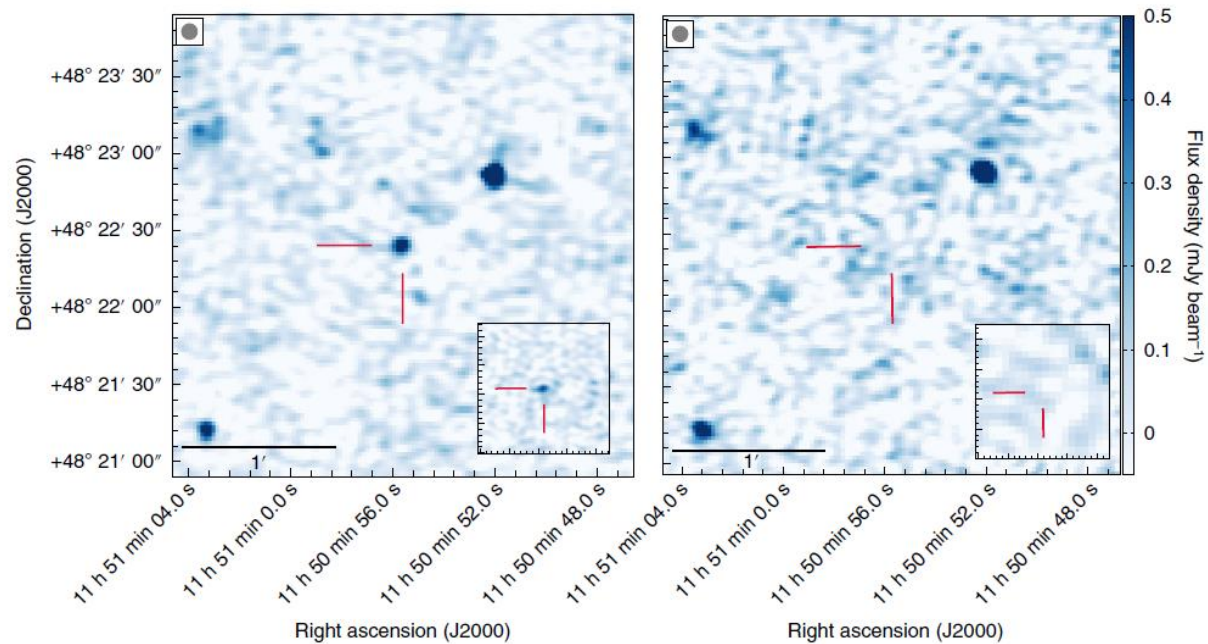 +48° 23′ 30″
+48° 23′ 00″
+48° 22′ 30″
+48° 22′ 00″
+48° 21′ 30″
+48° 21′ 00″
Declination (J2000)
1′
11 h 51 min 04.0 s
11 h 51 min 0.0 s
11 h 50 min 56.0 s
11 h 50 min 52.0 s
11 h 50 min 48.0 s
Right ascension (J2000)
1′
11 h 51 min 04.0 s
11 h 51 min 0.0 s
11 h 50 min 56.0 s
11 h 50 min 52.0 s
11 h 50 min 48.0 s
Right ascension (J2000)
0.5
0.4
0.3
0.2
0.1
0
Flux density (mJy beam⁻¹)